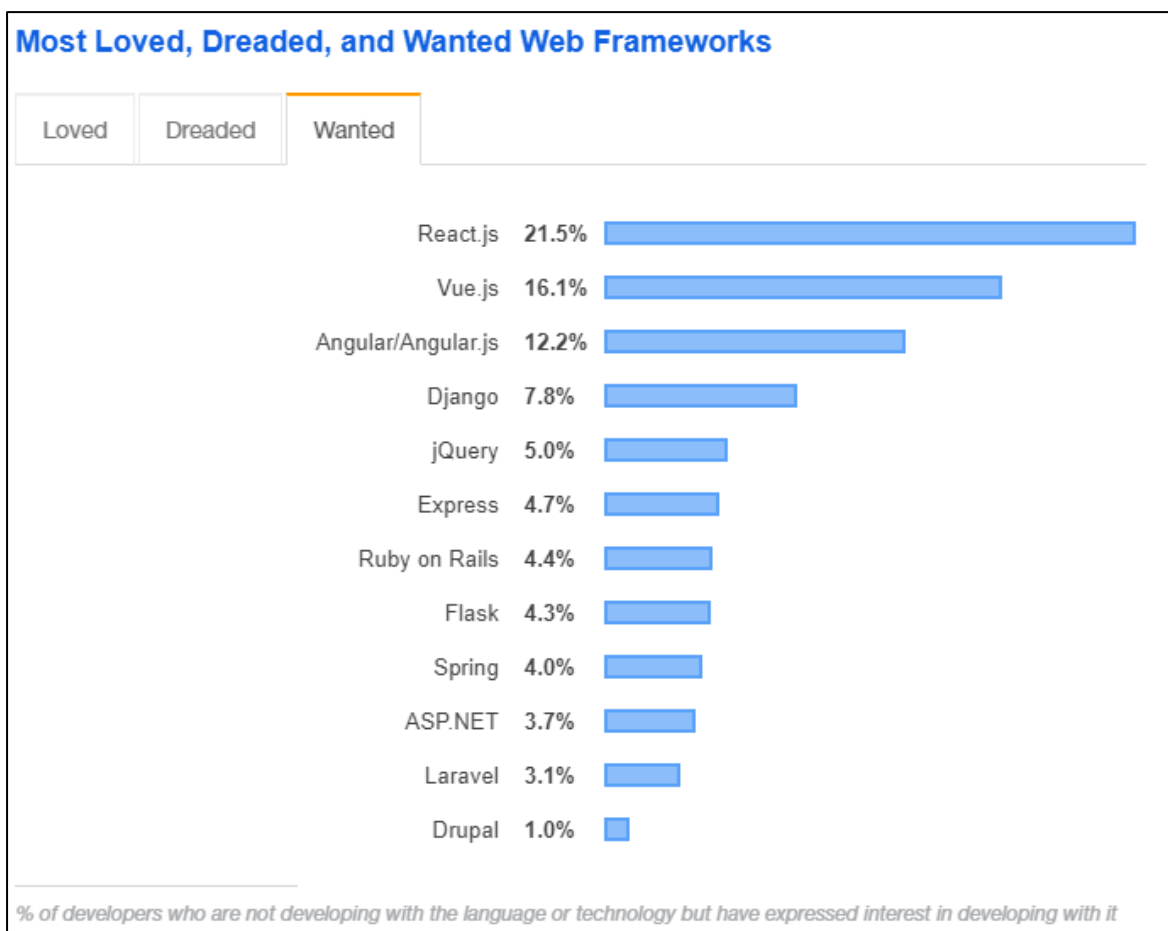 Most Loved, Dreaded, and Wanted Web Frameworks
Loved Dreaded Wanted
React.js 21.5%
Vue.js 16.1%
Angular/Angular.js 12.2%
Django 7.8%
jQuery 5.0%
Express 4.7%
Ruby on Rails 4.4%
Flask 4.3%
Spring 4.0%
ASP.NET 3.7%
Laravel 3.1%
Drupal 1.0%
% of developers who are not developing with the language or technology but have expressed interest in developing with it